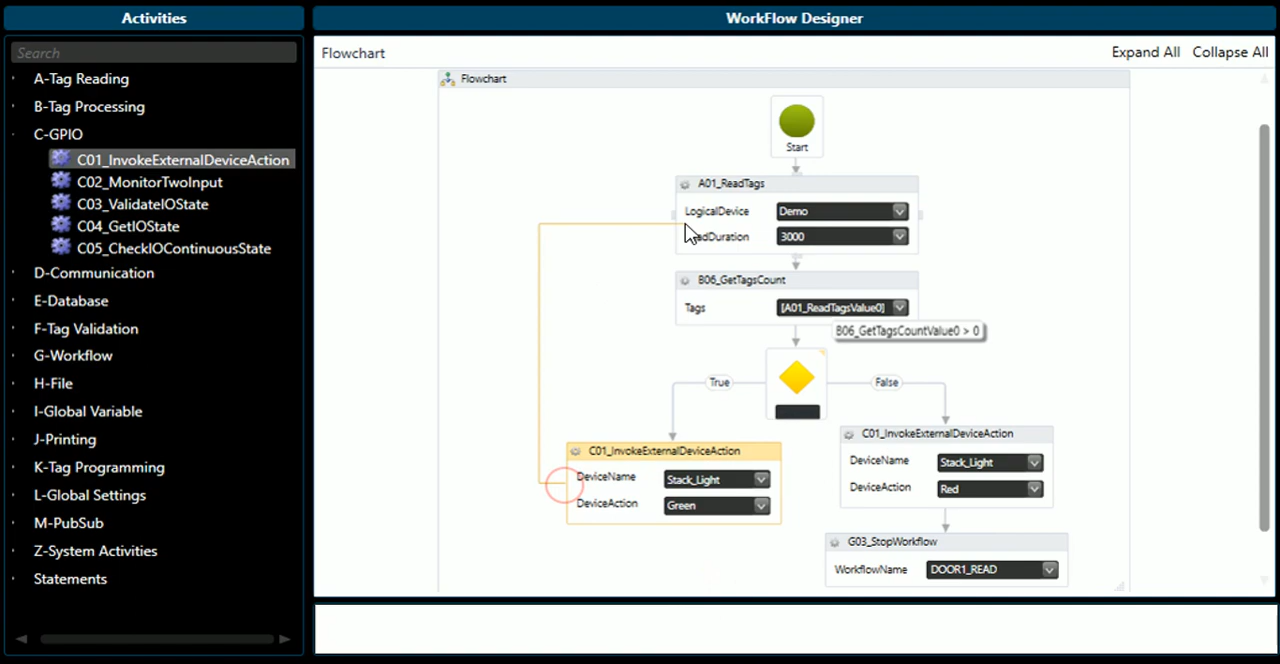 Activities
Search
A-Tag Reading
B-Tag Processing
C-GPIO
C01_InvokeExternalDeviceAction
C02_MonitorTwoInput
C03_ValidateIOState
C04_GetIOState
C05_CheckIOContinuousState
D-Communication
E-Database
F-Tag Validation
G-Workflow
H-File
I-Global Variable
J-Printing
K-Tag Programming
L-Global Settings
M-PubSub
Z-System Activities
Statements
WorkFlow Designer
Flowchart
Expand All Collapse All
Flowchart
Start
A01_ReadTags
LogicalDevice Demo
adDuration 3000
B06_GetTagsCount
Tags [A01_ReadTagsValue0]
B06_GetTagsCountValue0 > 0
True
False
C01_InvokeExternalDeviceAction
DeviceName Stack_Light
DeviceAction Green
C01_InvokeExternalDeviceAction
DeviceName Stack_Light
DeviceAction Red
G03_StopWorkflow
WorkflowName DOOR1_READ